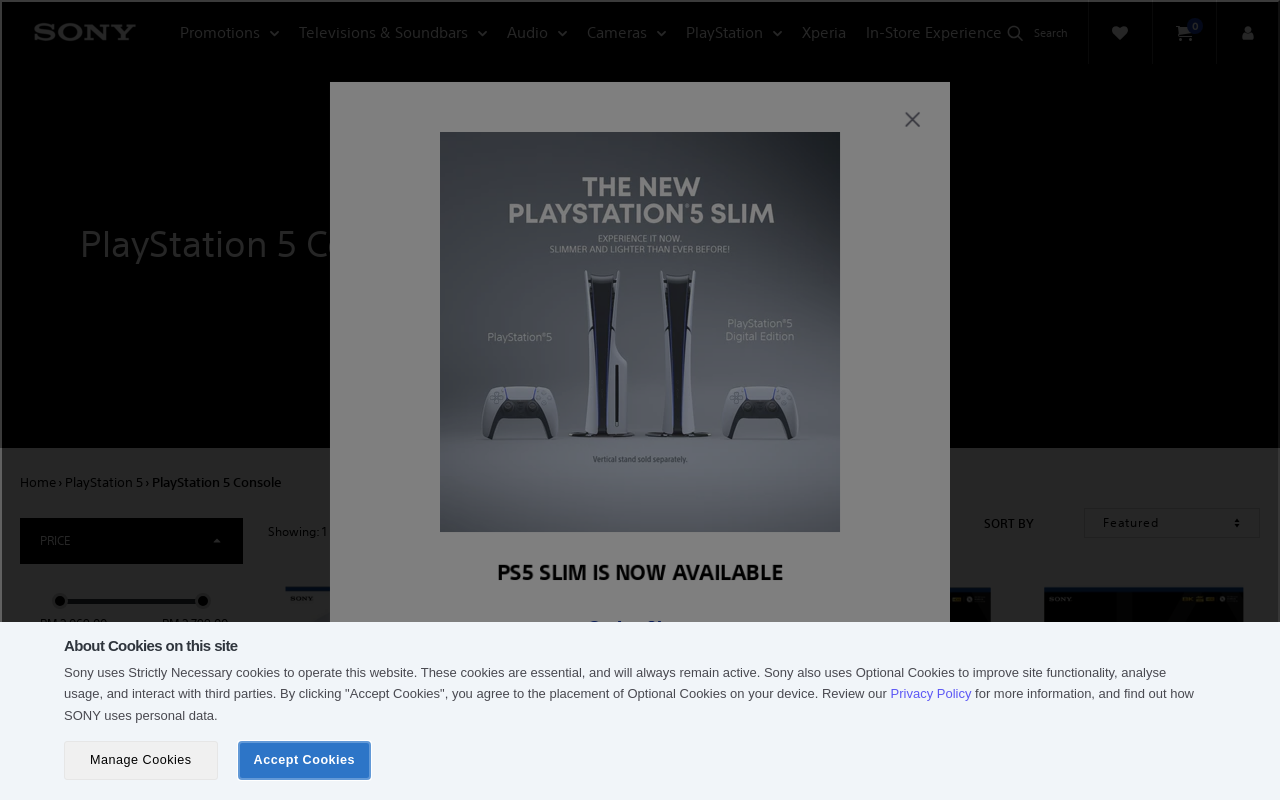 SONY
Promotions
Televisions & Soundbars
Audio
Cameras
PlayStation
Xperia
In-Store Experience
Search
0
PlayStation 5 Co
THE NEW
PLAYSTATION®5 SLIM
EXPERIENCE IT NOW.
SLIMMER AND LIGHTER THAN EVER BEFORE!
PlayStation®5
PlayStation®5
Digital Edition
Vertical stand sold separately.
Home › PlayStation 5 › PlayStation 5 Console
PRICE
Showing: 1
SORT BY
Featured
PS5 SLIM IS NOW AVAILABLE
SONY
SONY
About Cookies on this site
Sony uses Strictly Necessary cookies to operate this website. These cookies are essential, and will always remain active. Sony also uses Optional Cookies to improve site functionality, analyse
usage, and interact with third parties. By clicking "Accept Cookies", you agree to the placement of Optional Cookies on your device. Review our Privacy Policy for more information, and find out how
SONY uses personal data.
Manage Cookies
Accept Cookies